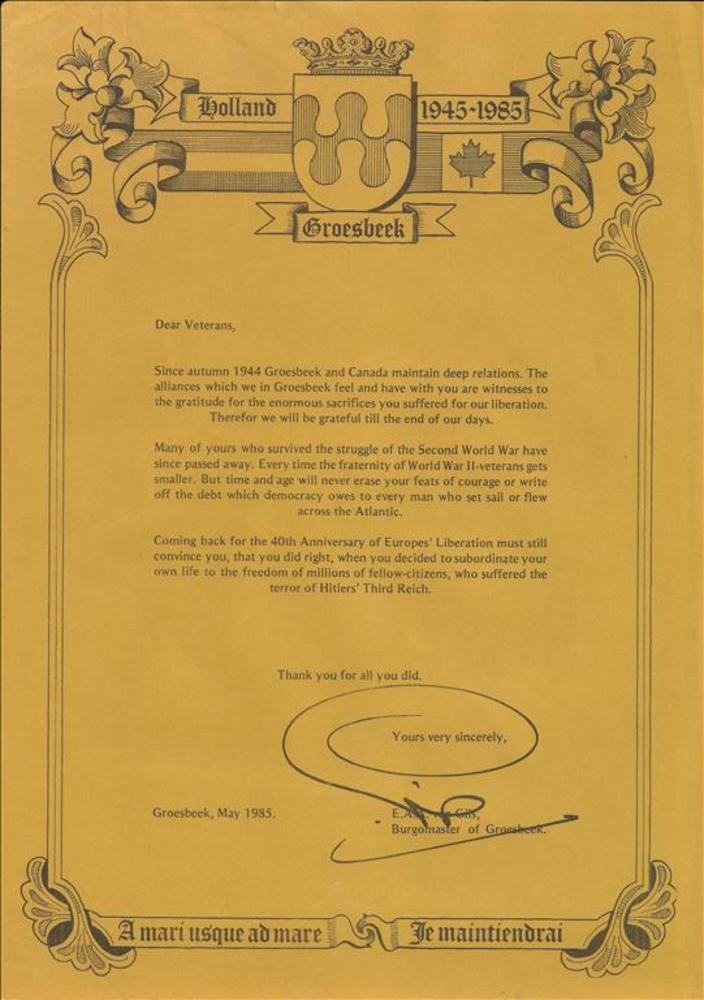 Holland
1945-1985
Groesbeek
Dear Veterans,
Since autumn 1944 Groesbeek and Canada maintain deep relations. The
alliances which we in Groesbeek feel and have with you are witnesses to
the gratitude for the enormous sacrifices you suffered for our liberation.
Therefor we will be grateful till the end of our days.
Many of yours who survived the struggle of the Second World War have
since passed away. Every time the fraternity of World War II-veterans gets
smaller. But time and age will never erase your feats of courage or write
off the debt which democracy owes to every man who set sail or flew
across the Atlantic.
Coming back for the 40th Anniversary of Europes' Liberation must still
convince you, that you did right, when you decided to subordinate your
own life to the freedom of millions of fellow-citizens, who suffered the
terror of Hitlers' Third Reich.
Thank you for all you did.
Yours very sincerely,
Groesbeek, May 1985.
Gils,
Burgomaster of Groesbeek.
A mari usque ad mare
Je maintiendrai